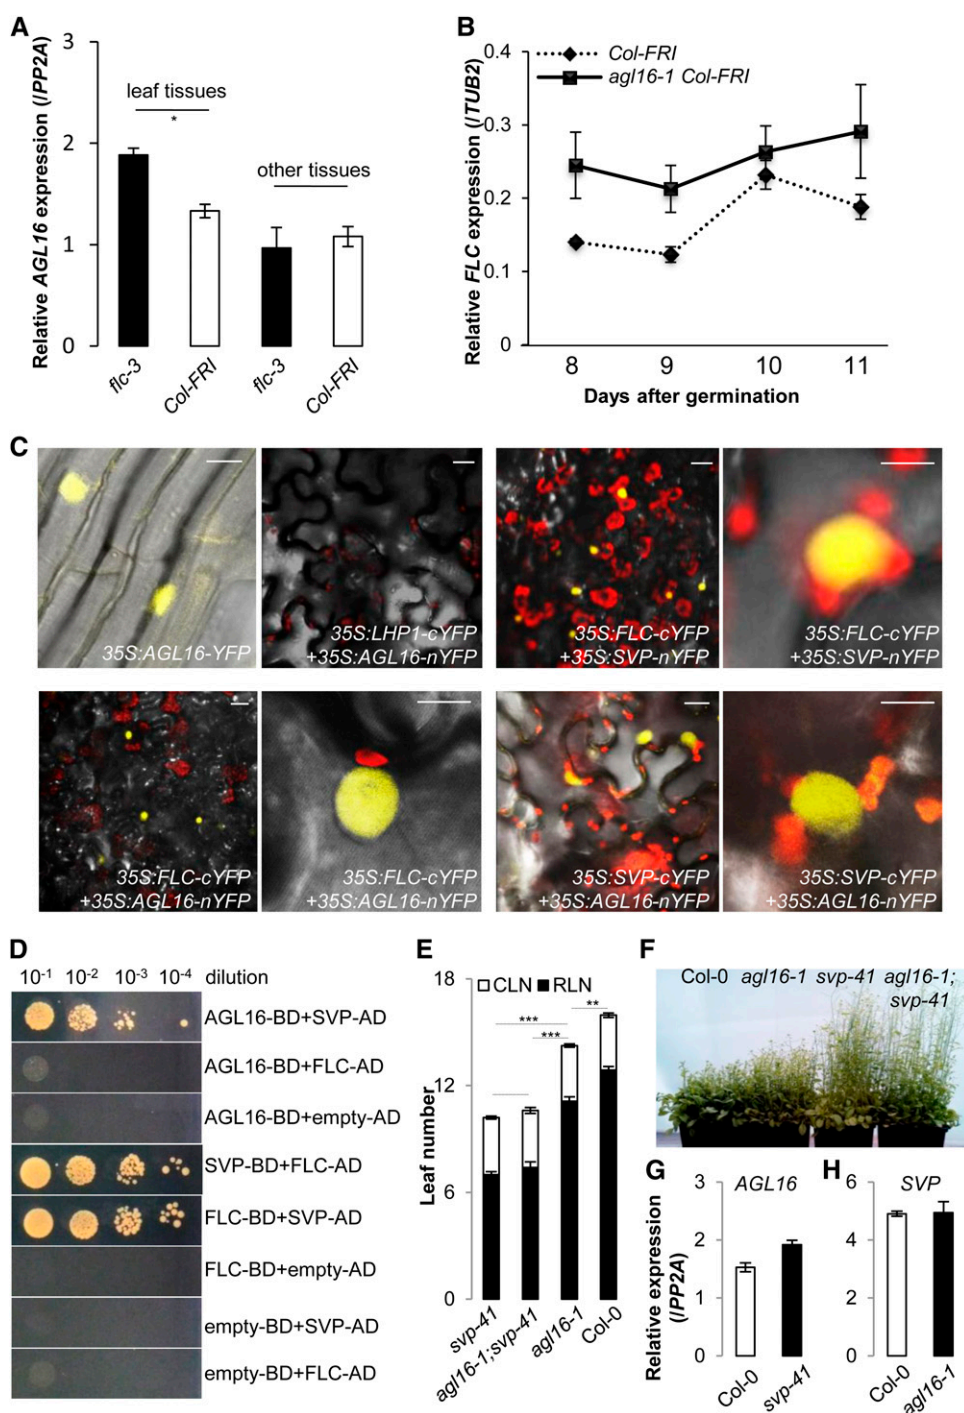 A
Relative AGL16 expression (/PP2A)
3
2
1
0
leaf tissues
*
other tissues
flc-3
Col-FRI
flc-3
Col-FRI
B
Relative FLC expression (/TUB2)
Col-FRI
agl16-1 Col-FRI
0.4
0.3
0.2
0.1
0
8 9 10 11
Days after germination
C
35S:AGL16-YFP
35S:LHP1-cYFP
+35S:AGL16-nYFP
35S:FLC-cYFP
+35S:SVP-nYFP
35S:FLC-cYFP
+35S:SVP-nYFP
35S:FLC-cYFP
+35S:AGL16-nYFP
35S:FLC-cYFP
+35S:AGL16-nYFP
35S:SVP-cYFP
+35S:AGL16-nYFP
35S:SVP-cYFP
+35S:AGL16-nYFP
D
10-1 10-2 10-3 10-4 dilution
AGL16-BD+SVP-AD
AGL16-BD+FLC-AD
AGL16-BD+empty-AD
SVP-BD+FLC-AD
FLC-BD+SVP-AD
FLC-BD+empty-AD
empty-BD+SVP-AD
empty-BD+FLC-AD
E
Leaf number
18
12
6
0
CLN RLN
***
***
**
svp-41
agl16-1;svp-41
agl16-1
Col-0
F
Col-0 agl16-1 svp-41 agl16-1;
svp-41
G
AGL16
Relative expression
(/PP2A)
3
2
1
0
Col-0
svp-41
H
SVP
6
4
2
0
Col-0
agl16-1